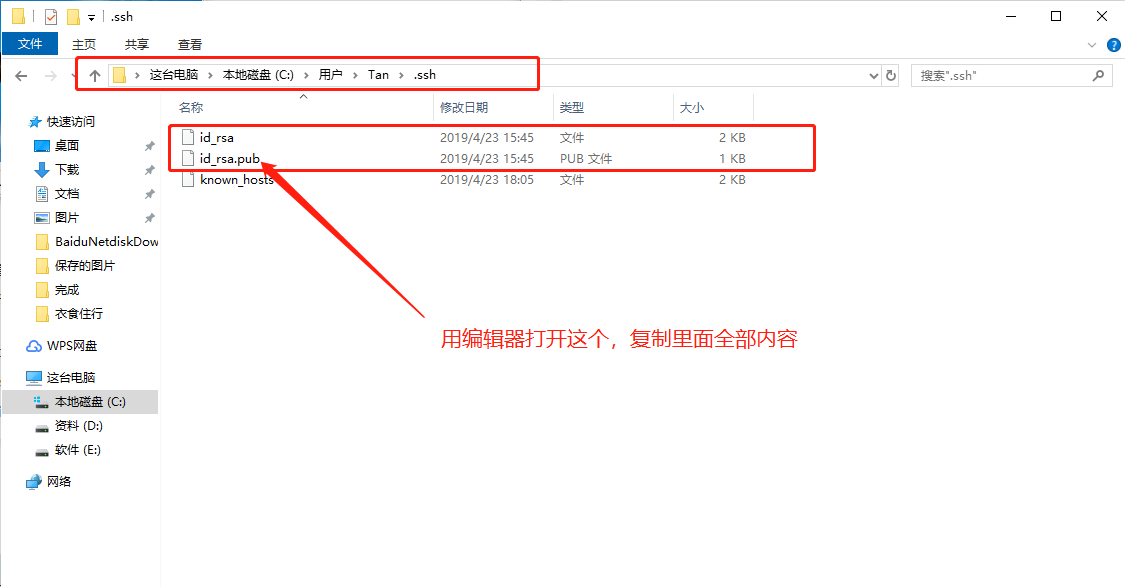 .ssh
文件 主页 共享 查看
这台电脑 › 本地磁盘 (C:) › 用户 › Tan › .ssh
搜索".ssh"
名称 修改日期 类型 大小
id_rsa 2019/4/23 15:45 文件 2 KB
id_rsa.pub 2019/4/23 15:45 PUB 文件 1 KB
known_hosts 2019/4/23 18:05 文件 2 KB
快速访问
桌面
下载
文档
图片
BaiduNetdiskDow
保存的图片
完成
衣食住行
WPS网盘
这台电脑
本地磁盘 (C:)
资料 (D:)
软件 (E:)
网络
用编辑器打开这个，复制里面全部内容